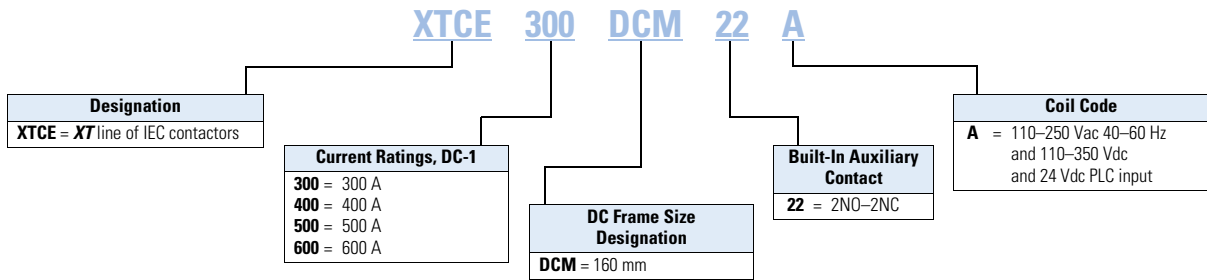 XTCE 300 DCM 22 A
Designation
XTCE = XT line of IEC contactors
Current Ratings, DC-1
300 = 300 A
400 = 400 A
500 = 500 A
600 = 600 A
DC Frame Size
Designation
DCM = 160 mm
Built-In Auxiliary
Contact
22 = 2NO–2NC
Coil Code
A = 110–250 Vac 40–60 Hz
and 110–350 Vdc
and 24 Vdc PLC input